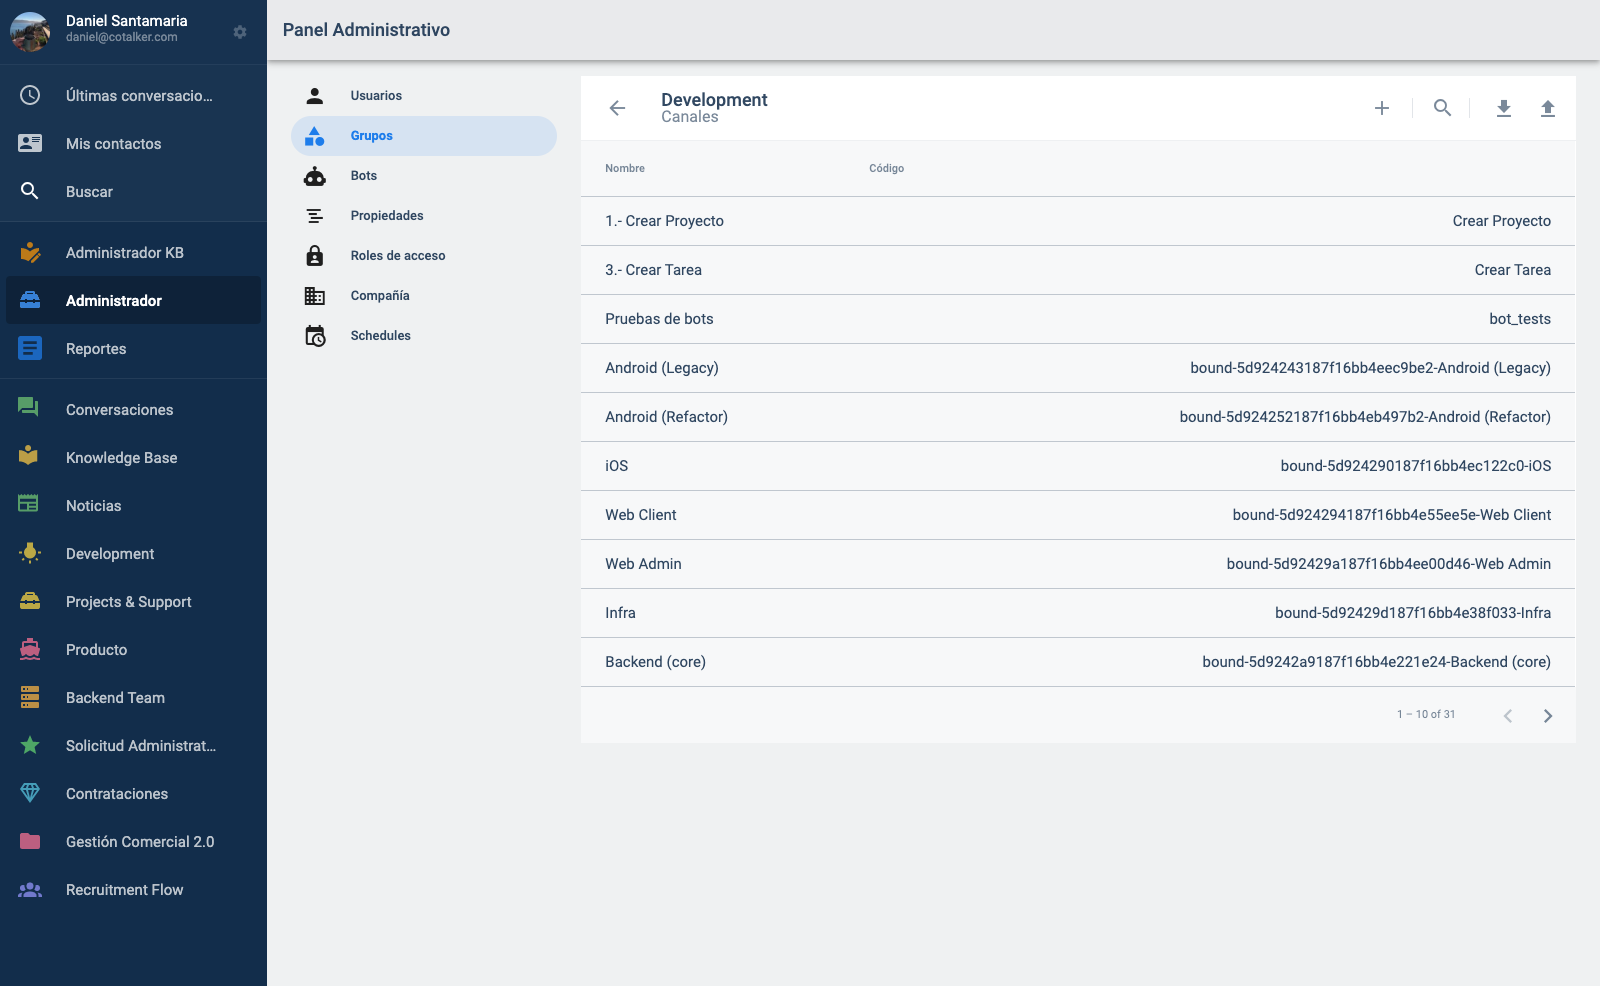 Daniel Santamaria
daniel@cotalker.com
Últimas conversacio...
Mis contactos
Buscar
Administrador KB
Administrador
Reportes
Conversaciones
Knowledge Base
Noticias
Development
Projects & Support
Producto
Backend Team
Solicitud Administrat...
Contrataciones
Gestión Comercial 2.0
Recruitment Flow
Panel Administrativo
Usuarios
Grupos
Bots
Propiedades
Roles de acceso
Compañía
Schedules
Development
Canales
Nombre Código
1.- Crear Proyecto Crear Proyecto
3.- Crear Tarea Crear Tarea
Pruebas de bots bot_tests
Android (Legacy) bound-5d924243187f16bb4eec9be2-Android (Legacy)
Android (Refactor) bound-5d924252187f16bb4eb497b2-Android (Refactor)
iOS bound-5d924290187f16bb4ec122c0-iOS
Web Client bound-5d924294187f16bb4e55ee5e-Web Client
Web Admin bound-5d92429a187f16bb4ee00d46-Web Admin
Infra bound-5d92429d187f16bb4e38f033-Infra
Backend (core) bound-5d9242a9187f16bb4e221e24-Backend (core)
1 – 10 of 31